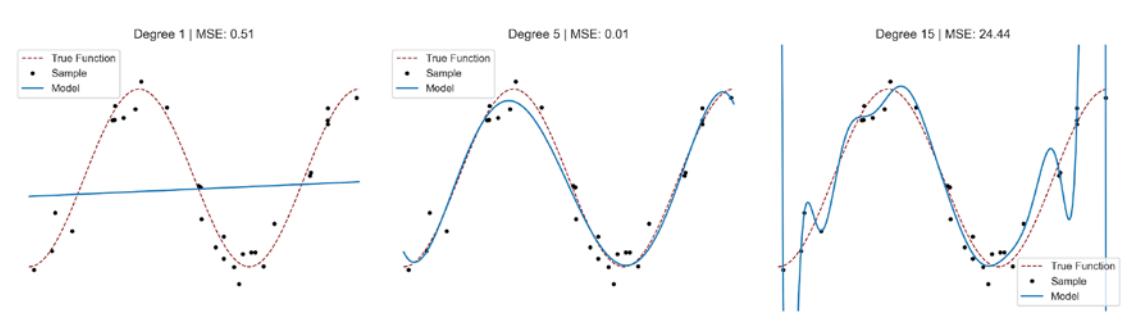 Degree 1 | MSE: 0.51
True Function
Sample
Model
Degree 5 | MSE: 0.01
True Function
Sample
Model
Degree 15 | MSE: 24.44
True Function
Sample
Model